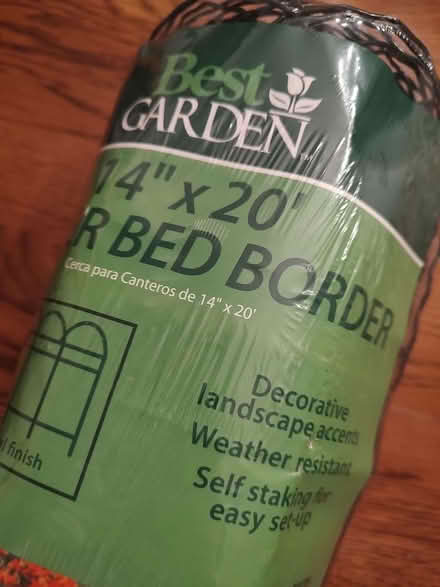 Best
GARDEN™
14" x 20'
R BED BORDER
Cerca para Canteros de 14" x 20'
finish
Decorative
landscape accents
Weather resistant
Self staking for
easy set-up